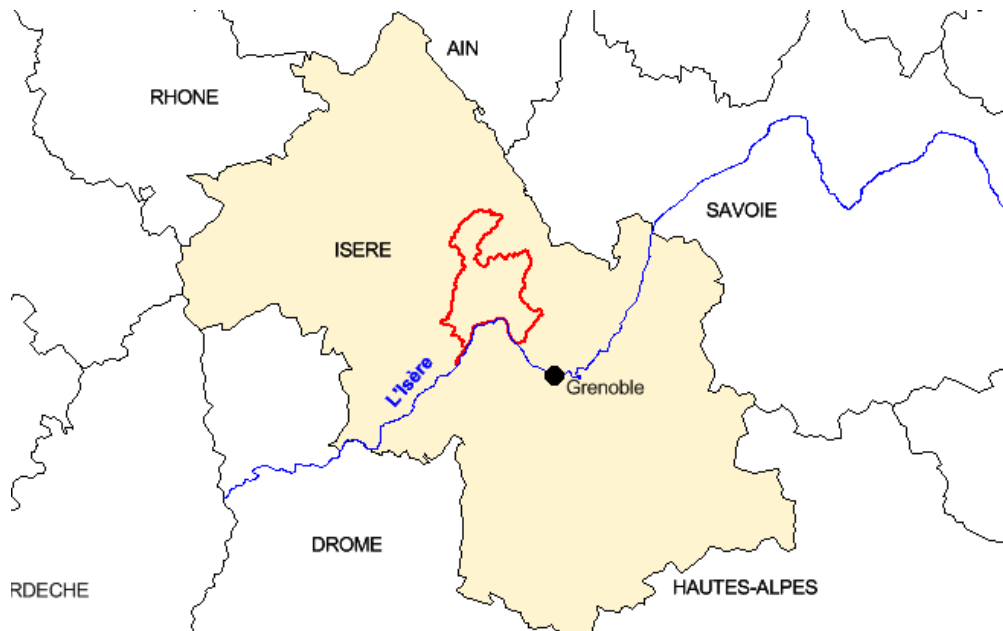 AIN
RHONE
SAVOIE
ISERE
L'Isère
Grenoble
DROME
RDECHE
HAUTES-ALPES